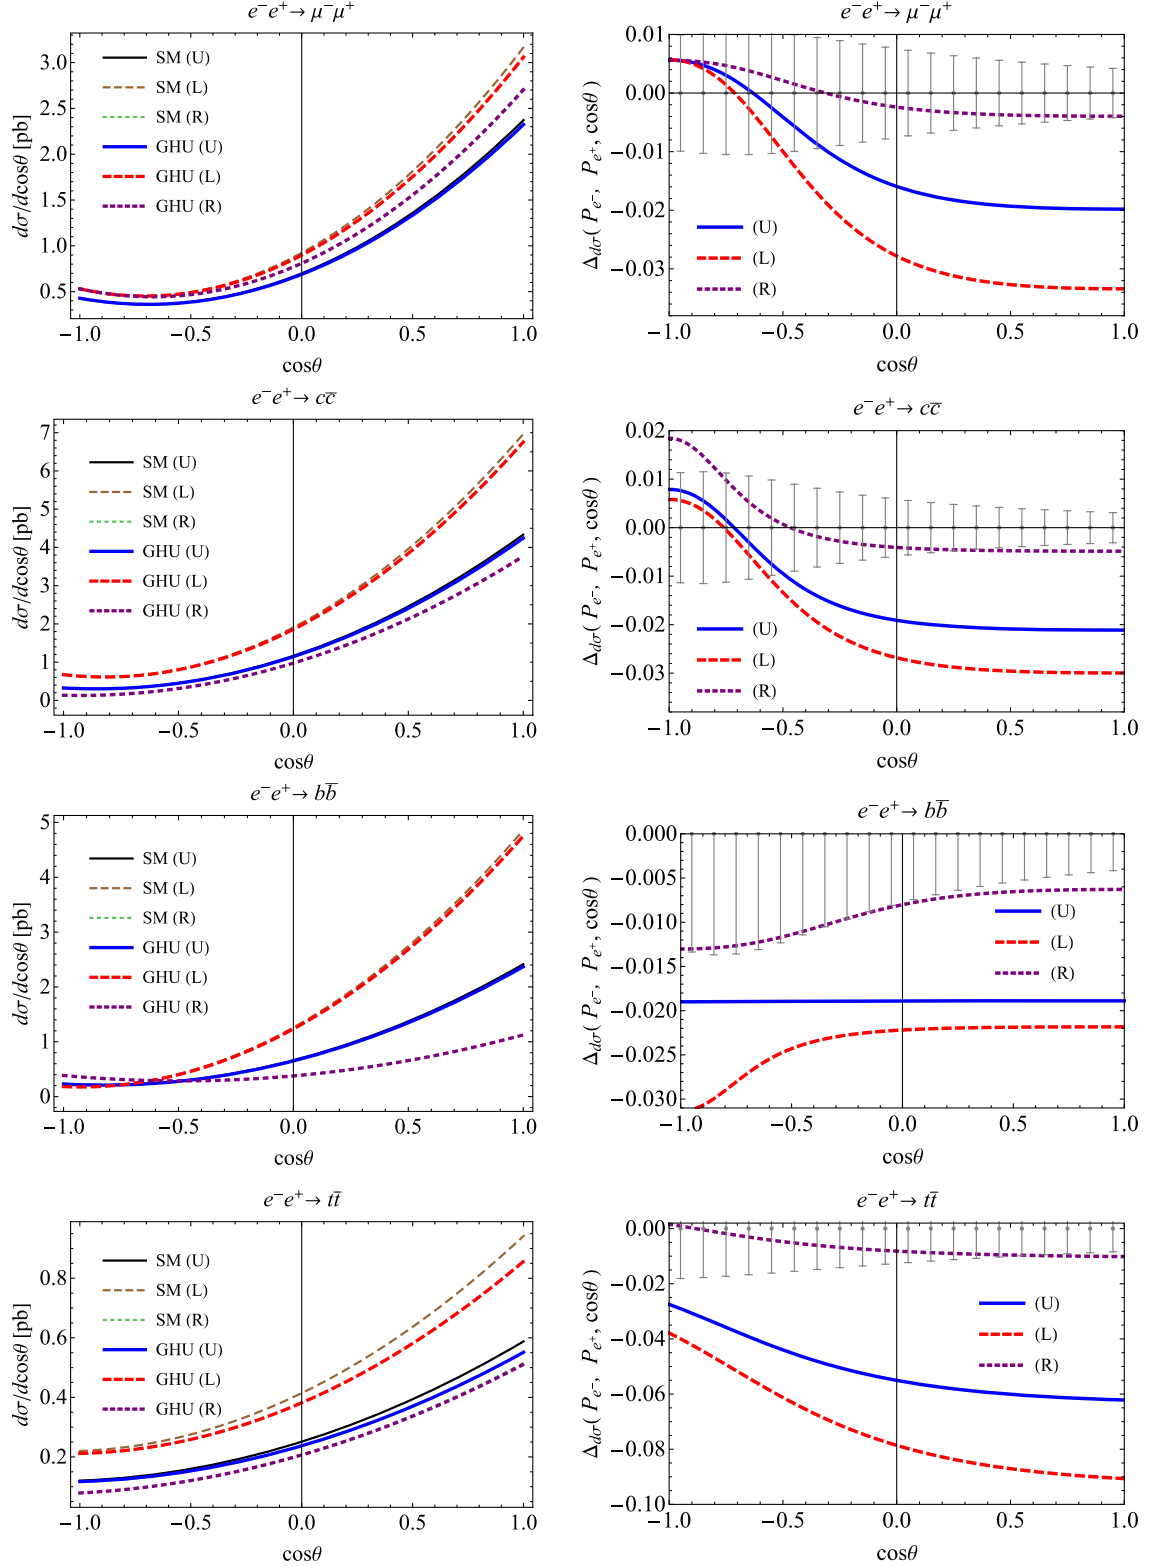 e⁻e⁺→ μ⁻μ⁺
dσ/dcosθ [pb]
3.0
2.5
2.0
1.5
1.0
0.5
SM (U)
SM (L)
SM (R)
GHU (U)
GHU (L)
GHU (R)
−1.0 −0.5 0.0 0.5 1.0
cosθ
e⁻e⁺→ μ⁻μ⁺
Δdσ( Pe⁻, Pe⁺, cosθ)
0.01
0.00
−0.01
−0.02
−0.03
(U)
(L)
(R)
−1.0 −0.5 0.0 0.5 1.0
cosθ
e⁻e⁺→ cc̅
dσ/dcosθ [pb]
7
6
5
4
3
2
1
0
SM (U)
SM (L)
SM (R)
GHU (U)
GHU (L)
GHU (R)
−1.0 −0.5 0.0 0.5 1.0
cosθ
e⁻e⁺→ cc̅
Δdσ( Pe⁻, Pe⁺, cosθ)
0.02
0.01
0.00
−0.01
−0.02
−0.03
(U)
(L)
(R)
−1.0 −0.5 0.0 0.5 1.0
cosθ
e⁻e⁺→ bb̅
dσ/dcosθ [pb]
5
4
3
2
1
0
SM (U)
SM (L)
SM (R)
GHU (U)
GHU (L)
GHU (R)
−1.0 −0.5 0.0 0.5 1.0
cosθ
e⁻e⁺→ bb̅
Δdσ( Pe⁻, Pe⁺, cosθ)
0.000
−0.005
−0.010
−0.015
−0.020
−0.025
−0.030
(U)
(L)
(R)
−1.0 −0.5 0.0 0.5 1.0
cosθ
e⁻e⁺→ tt̅
dσ/dcosθ [pb]
0.8
0.6
0.4
0.2
SM (U)
SM (L)
SM (R)
GHU (U)
GHU (L)
GHU (R)
−1.0 −0.5 0.0 0.5 1.0
cosθ
e⁻e⁺→ tt̅
Δdσ( Pe⁻, Pe⁺, cosθ)
0.00
−0.02
−0.04
−0.06
−0.08
−0.10
(U)
(L)
(R)
−1.0 −0.5 0.0 0.5 1.0
cosθ